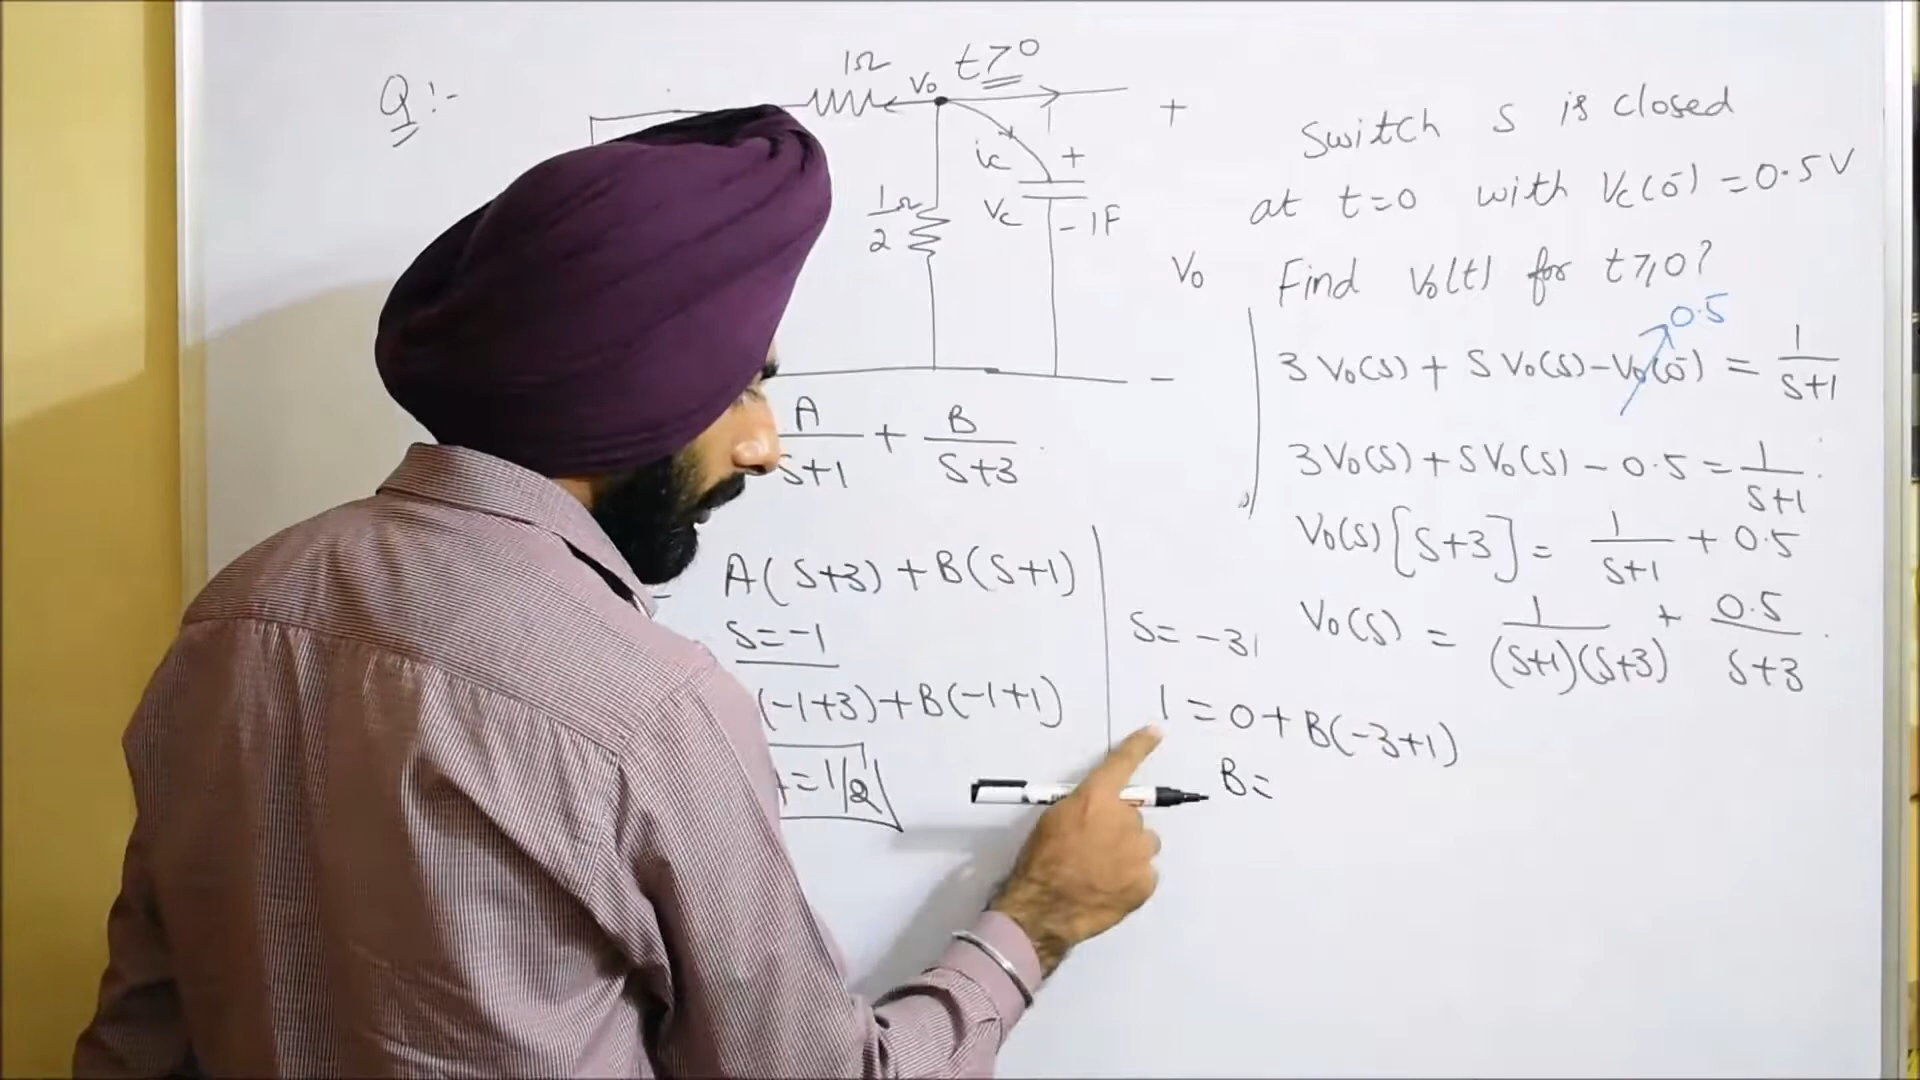 Q:-
1Ω
V₀
t>0
+
ic
+
1/2 Ω
Vc
- 1F
V₀
-
Switch S is closed
at t=0 with Vc(0⁻) = 0.5V
Find V₀(t) for t≥0?
0.5
3V₀(s) + sV₀(s) - V₀(0⁻) = 1/(s+1)
3V₀(s) + sV₀(s) - 0.5 = 1/(s+1)
V₀(s)[s+3] = 1/(s+1) + 0.5
V₀(s) = 1/((s+1)(s+3)) + 0.5/(s+3)
A/(s+1) + B/(s+3)
A(s+3) + B(s+1)
s=-1
(-1+3)+B(-1+1)
=1/2
s= -3
1 = 0 + B(-3+1)
B=